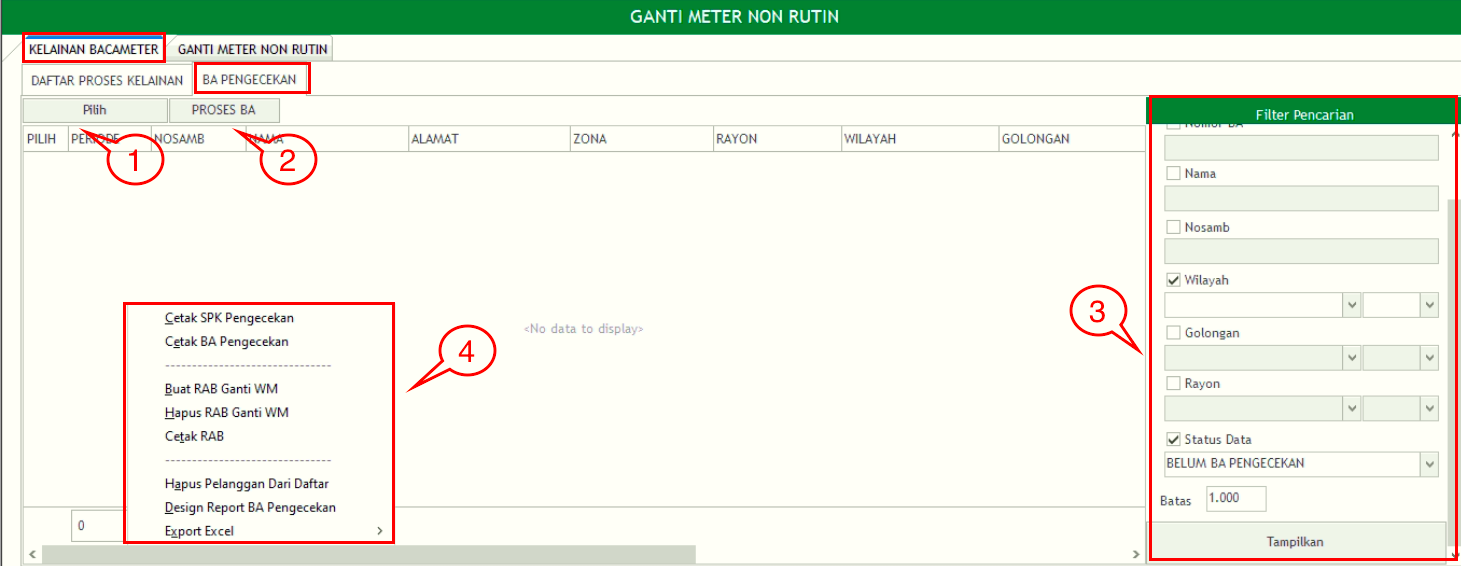 GANTI METER NON RUTIN
KELAINAN BACAMETER GANTI METER NON RUTIN
DAFTAR PROSES KELAINAN BA PENGECEKAN
Pilih PROSES BA
PILIH PERIODE NOSAMB NAMA ALAMAT ZONA RAYON WILAYAH GOLONGAN
1 2
<No data to display>
Cetak SPK Pengecekan
Cetak BA Pengecekan
-----------------------------
Buat RAB Ganti WM
Hapus RAB Ganti WM
Cetak RAB
-----------------------------
Hapus Pelanggan Dari Daftar
Design Report BA Pengecekan
Export Excel
4
0
Filter Pencarian
Nomor BA
Nama
Nosamb
Wilayah
3
Golongan
Rayon
Status Data
BELUM BA PENGECEKAN
Batas 1.000
Tampilkan